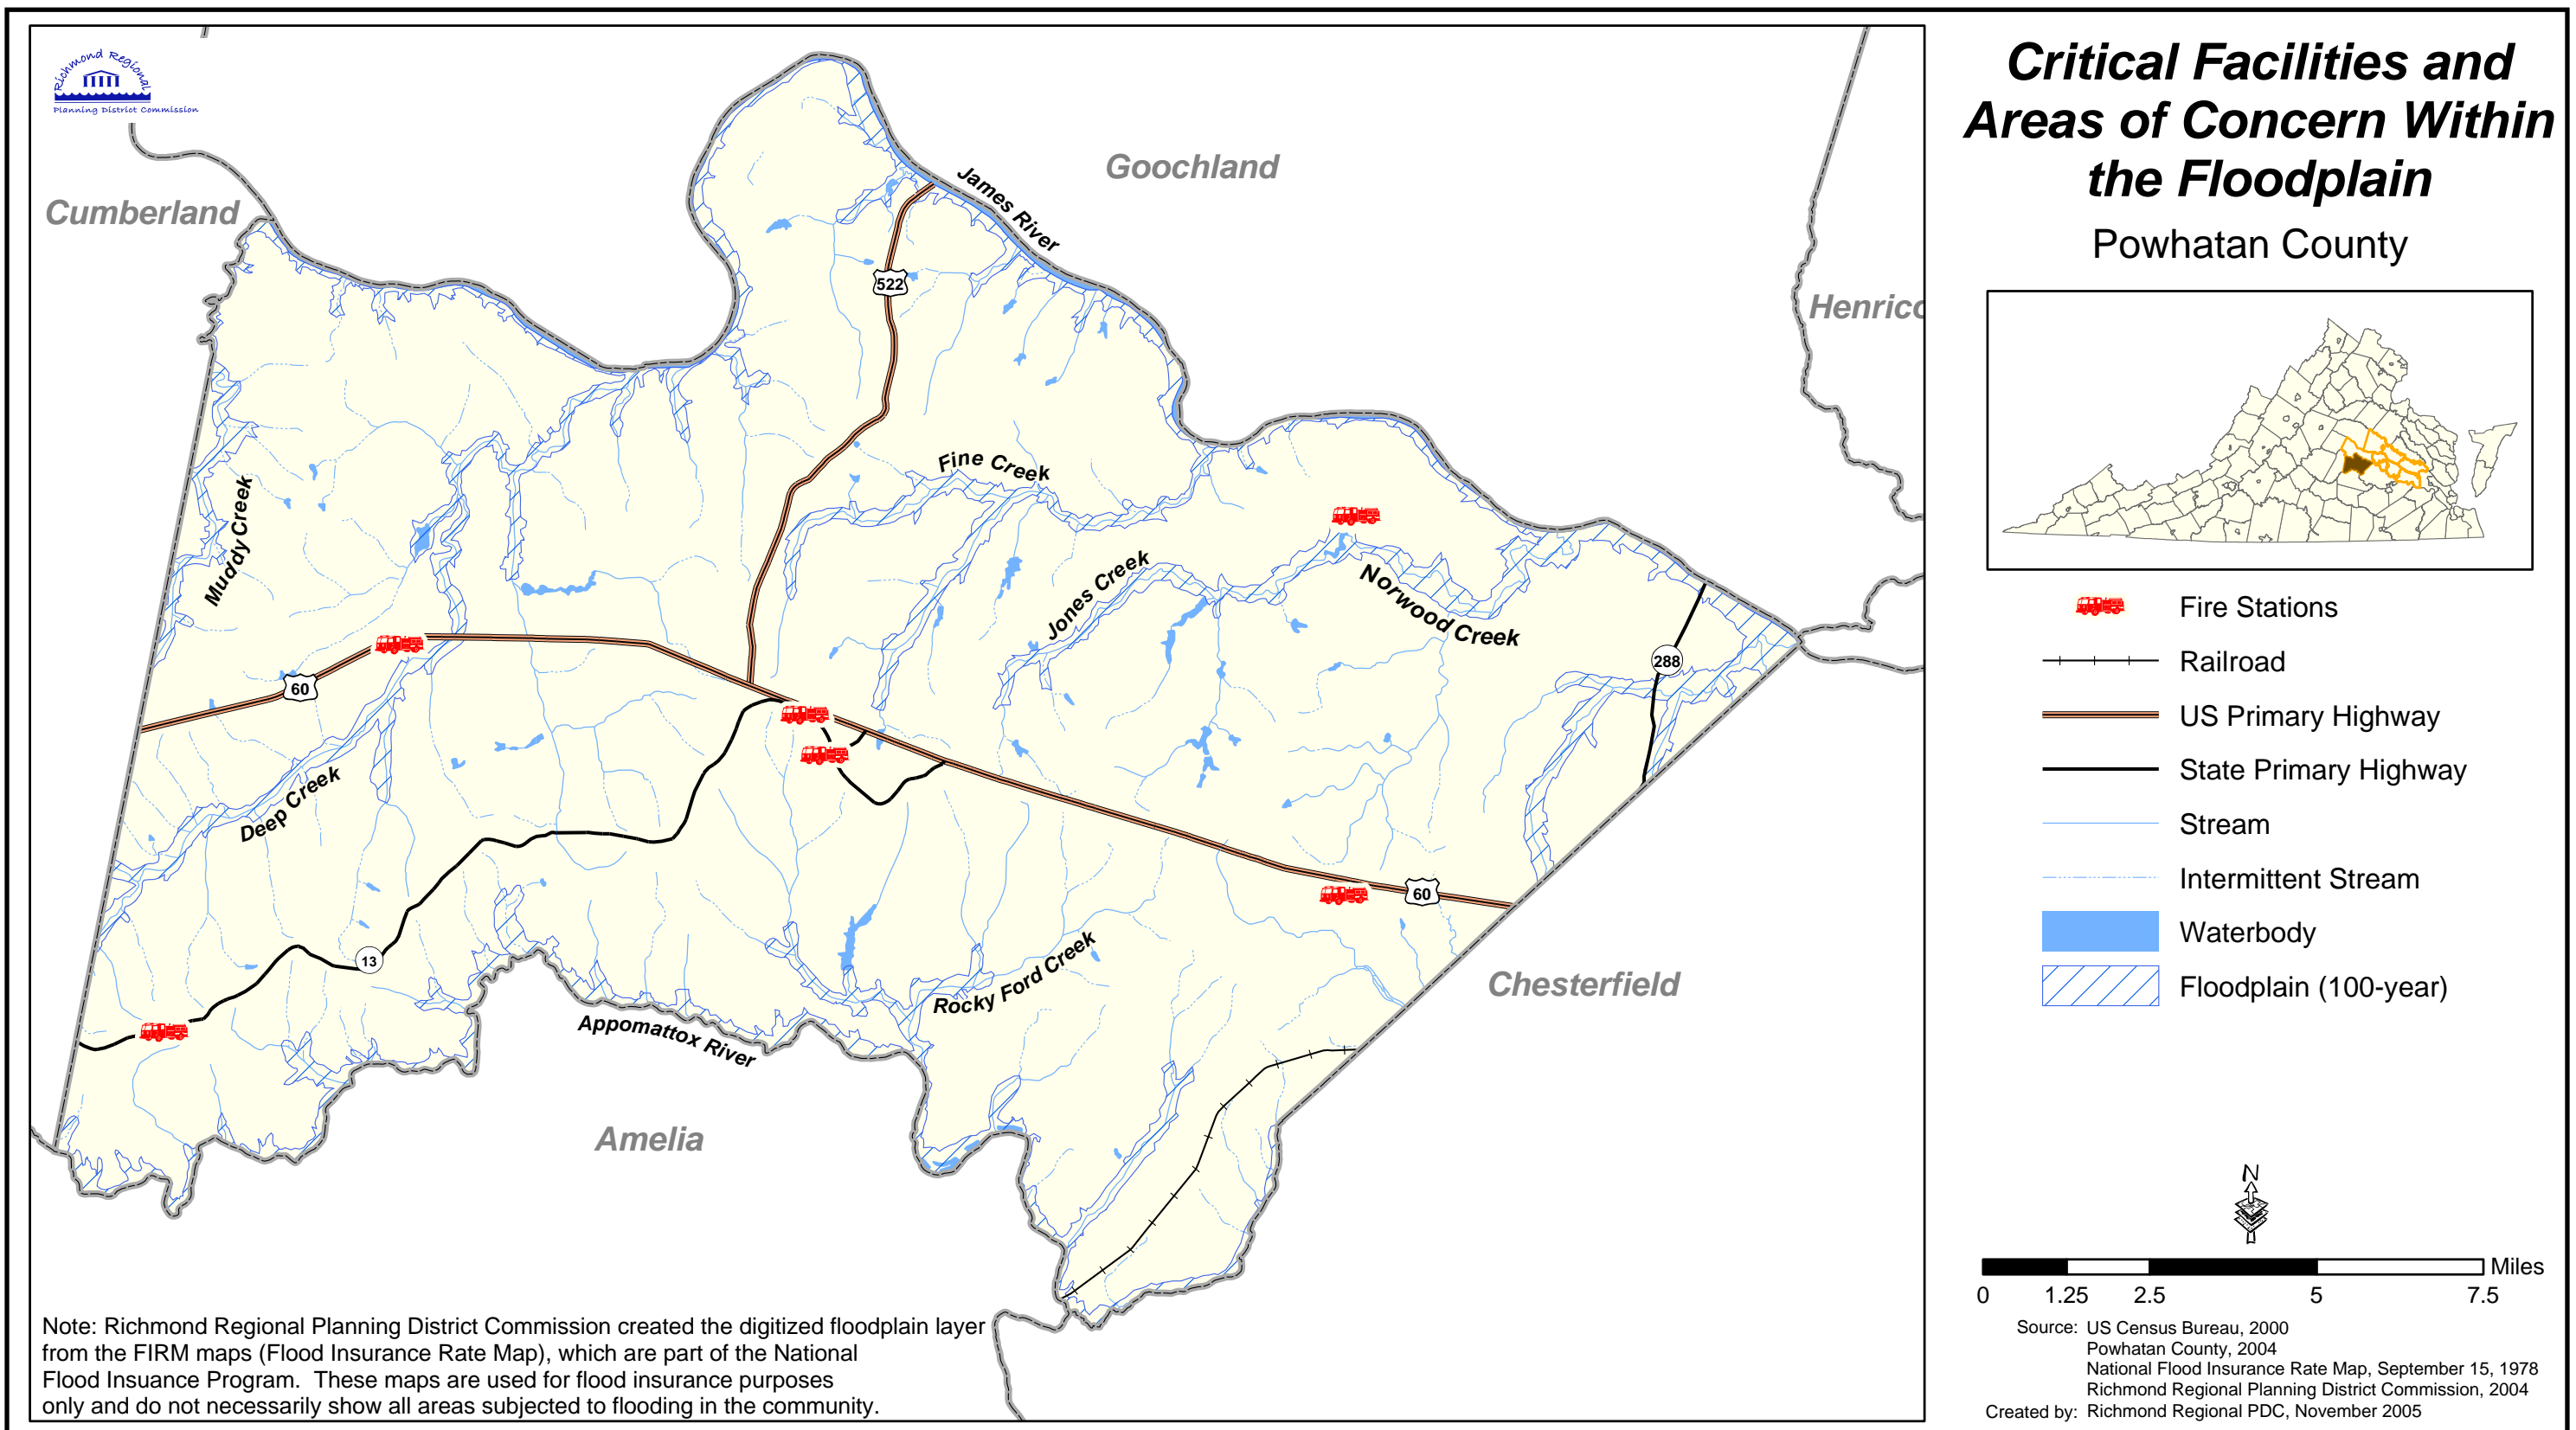 Richmond Regional
Planning District Commission
Critical Facilities and
Areas of Concern Within
the Floodplain
Powhatan County
Cumberland
Goochland
Henrico
James River
522
Fine Creek
Muddy Creek
Jones Creek
Norwood Creek
288
60
Deep Creek
60
13
Rocky Ford Creek
Chesterfield
Appomattox River
Amelia
Fire Stations
Railroad
US Primary Highway
State Primary Highway
Stream
Intermittent Stream
Waterbody
Floodplain (100-year)
N
Miles
0 1.25 2.5 5 7.5
Source: US Census Bureau, 2000
Powhatan County, 2004
National Flood Insurance Rate Map, September 15, 1978
Richmond Regional Planning District Commission, 2004
Created by: Richmond Regional PDC, November 2005
Note: Richmond Regional Planning District Commission created the digitized floodplain layer
from the FIRM maps (Flood Insurance Rate Map), which are part of the National
Flood Insuance Program. These maps are used for flood insurance purposes
only and do not necessarily show all areas subjected to flooding in the community.